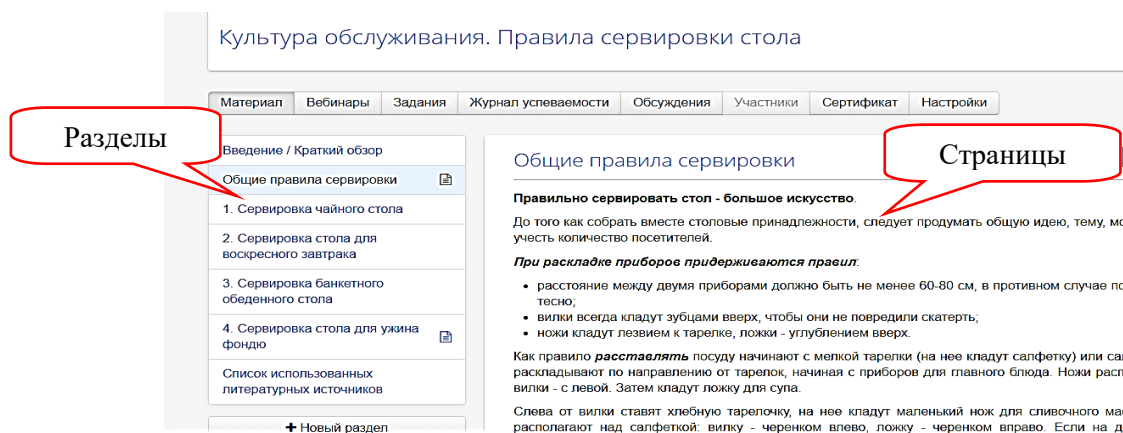 Культура обслуживания. Правила сервировки стола
Материал Вебинары Задания Журнал успеваемости Обсуждения Участники Сертификат Настройки
Разделы
Введение / Краткий обзор
Общие правила сервировки
1. Сервировка чайного стола
2. Сервировка стола для
воскресного завтрака
3. Сервировка банкетного
обеденного стола
4. Сервировка стола для ужина
фондю
Список использованных
литературных источников
+ Новый раздел
Общие правила сервировки
Страницы
Правильно сервировать стол - большое искусство.
До того как собрать вместе столовые принадлежности, следует продумать общую идею, тему,
учесть количество посетителей.
При раскладке приборов придерживаются правил:
• расстояние между двумя приборами должно быть не менее 60-80 см, в противном случае
тесно;
• вилки всегда кладут зубцами вверх, чтобы они не повредили скатерть;
• ножи кладут лезвием к тарелке, ложки - углублением вверх.
Как правило расставлять посуду начинают с мелкой тарелки (на нее кладут салфетку) или
раскладывают по направлению от тарелок, начиная с приборов для главного блюда. Ножи
вилки - с левой. Затем кладут ложку для супа.
Слева от вилки ставят хлебную тарелочку, на нее кладут маленький нож для сливочного
располагают над салфеткой: вилку - черенком влево, ложку - черенком вправо. Если на